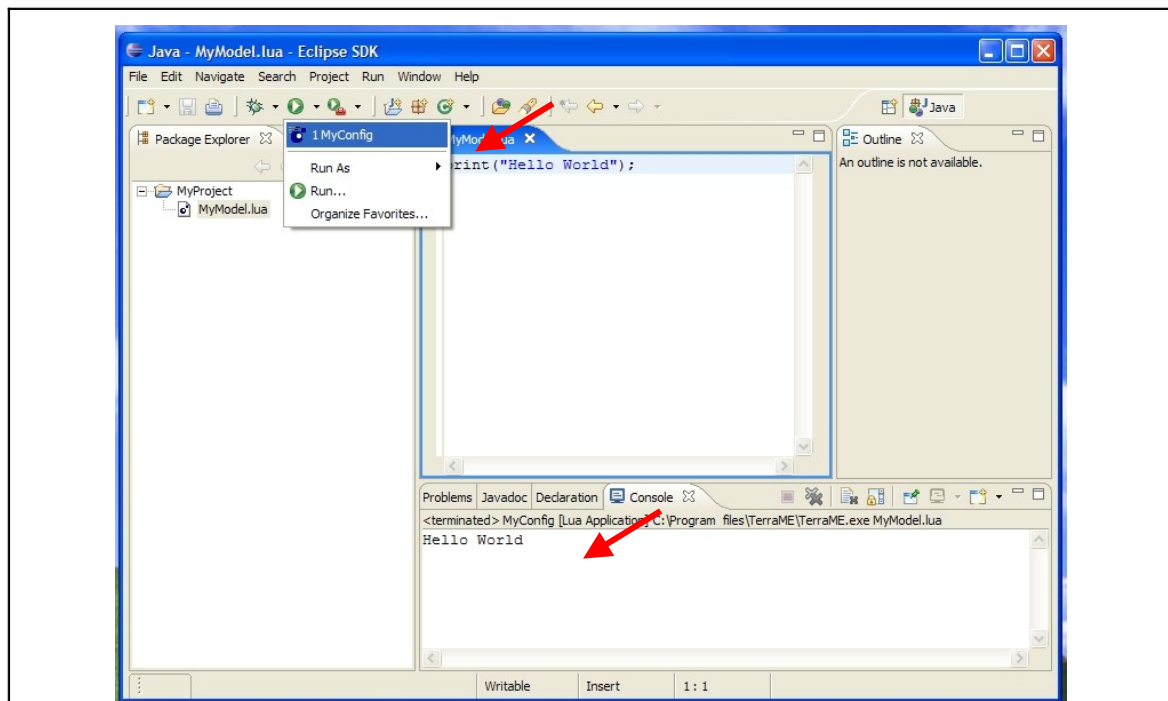 Java - MyModel.lua - Eclipse SDK
File Edit Navigate Search Project Run Window Help
Java
Package Explorer
1 MyConfig
Run As
Run...
Organize Favorites...
MyProject
MyModel.lua
print("Hello World");
Outline
An outline is not available.
Problems Javadoc Declaration Console
<terminated> MyConfig [Lua Application] C:\Program files\TerraME\TerraME.exe MyModel.lua
Hello World
Writable Insert 1 : 1